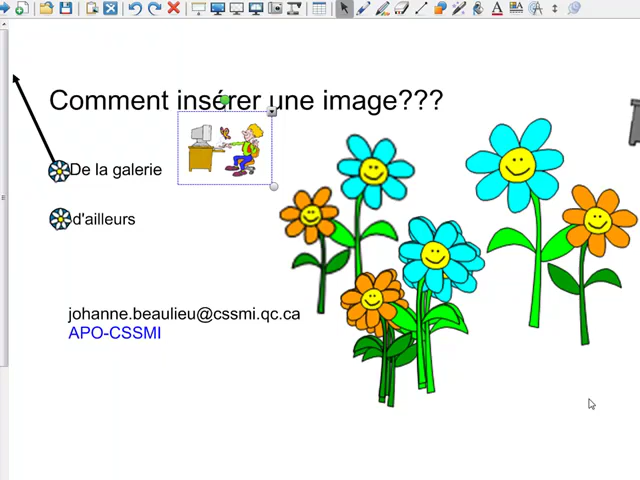 Comment insérer une image???
De la galerie
d'ailleurs
johanne.beaulieu@cssmi.qc.ca
APO-CSSMI